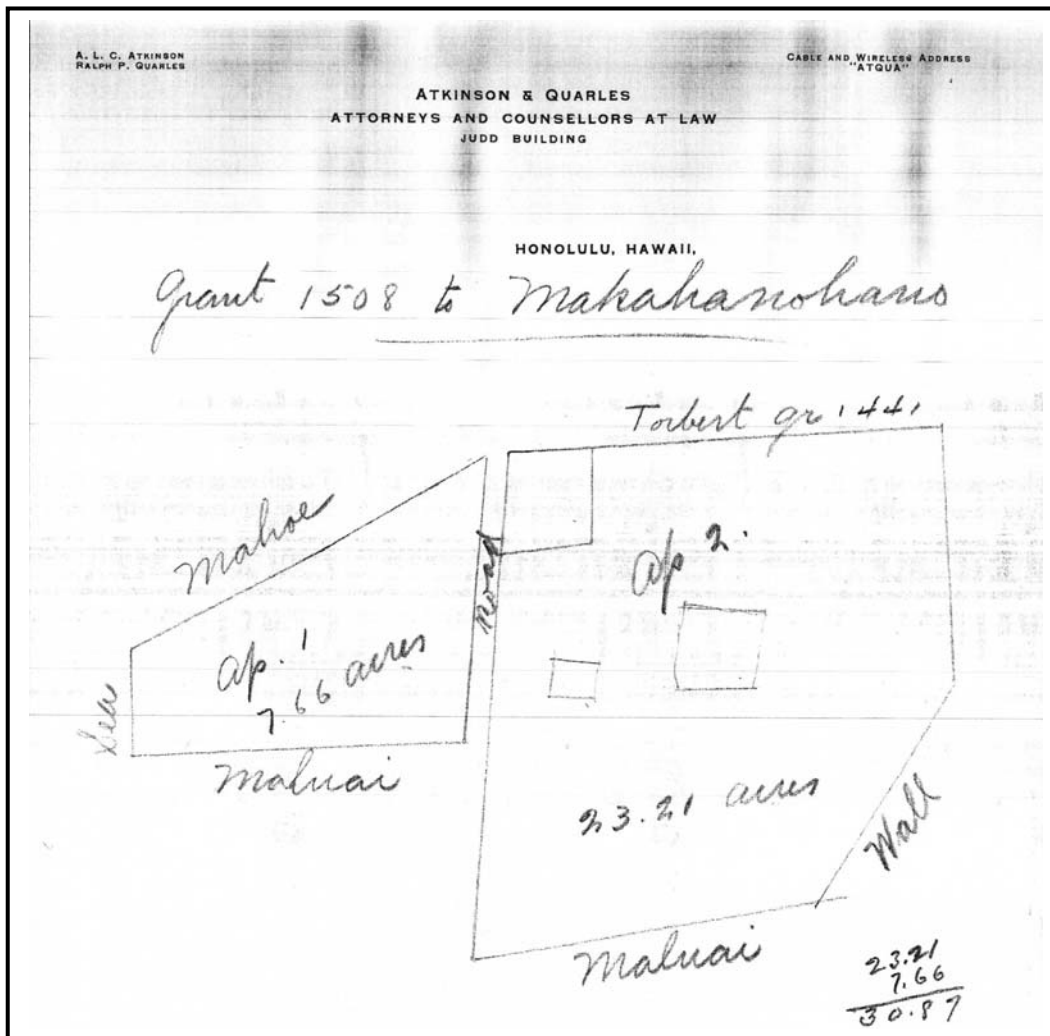 A. L. C. ATKINSON
RALPH P. QUARLES
CABLE AND WIRELESS ADDRESS
"ATQUA"
ATKINSON & QUARLES
ATTORNEYS AND COUNSELLORS AT LAW
JUDD BUILDING
HONOLULU, HAWAII,
Grant 1508 to Makahanohano
Torbert gr 1441
Mahoe
Road
Ap 2.
Ap 1
7.66 acres
Sea
Maluai
23.21 acres
Wall
Maluai
23.21
7.66
30.87